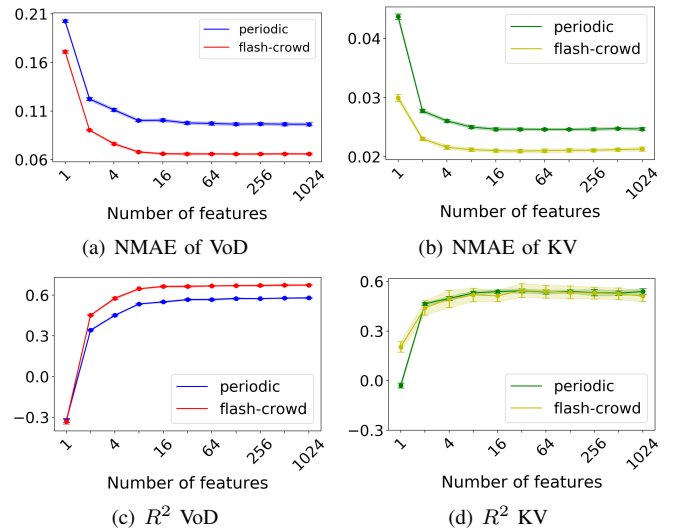 0.21
0.16
0.11
0.06
periodic
flash-crowd
1
4
16
64
256
1024
Number of features
(a) NMAE of VoD
0.04
0.03
0.02
periodic
flash-crowd
1
4
16
64
256
1024
Number of features
(b) NMAE of KV
0.6
0.3
0.0
−0.3
periodic
flash-crowd
1
4
16
64
256
1024
Number of features
(c) R² VoD
0.6
0.3
0.0
−0.3
periodic
flash-crowd
1
4
16
64
256
1024
Number of features
(d) R² KV